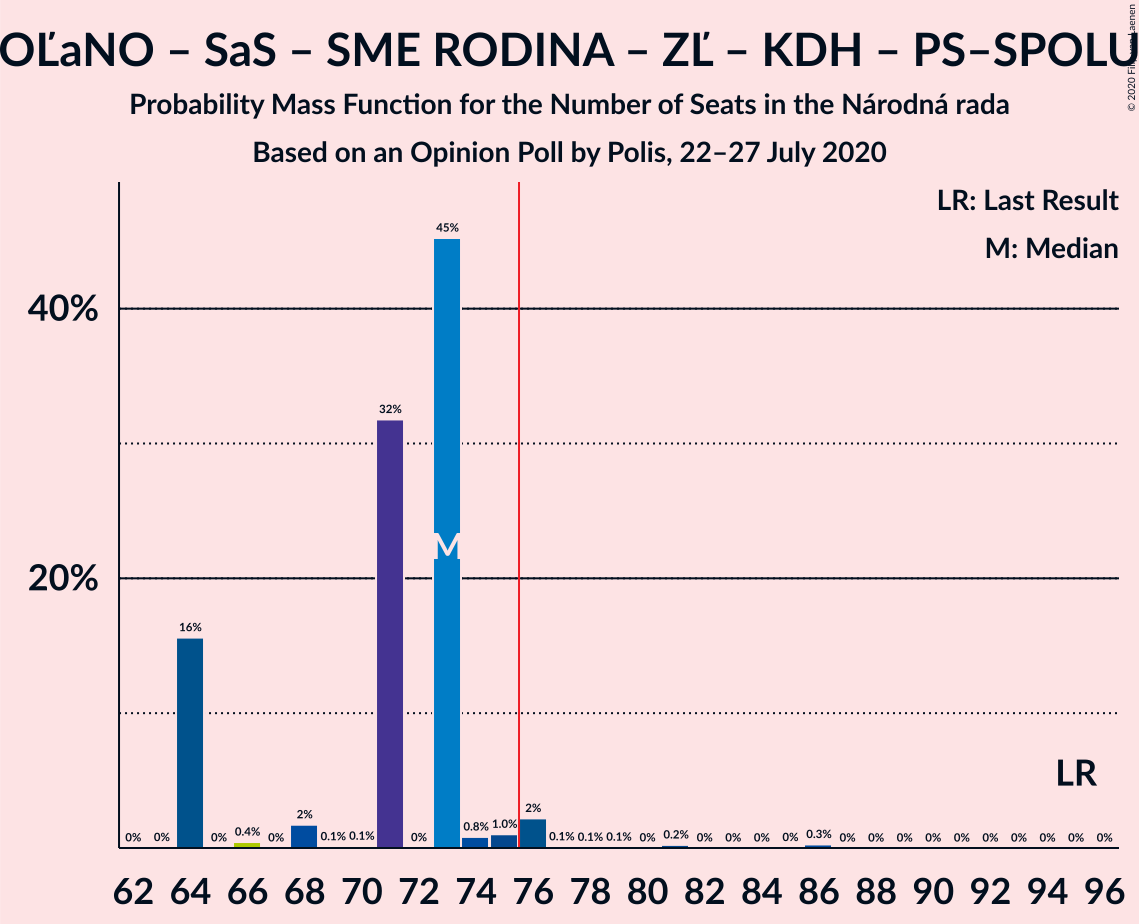 OĽaNO – SaS – SME RODINA – ZĽ – KDH – PS–SPOLU
Probability Mass Function for the Number of Seats in the Národná rada
Based on an Opinion Poll by Polis, 22–27 July 2020
© 2020 Filip van Laenen
LR: Last Result
M: Median
45%
40%
32%
M
20%
16%
LR
0% 0% 0% 0.4% 0% 2% 0.1% 0.1% 0% 0.8% 1.0% 2% 0.1% 0.1% 0.1% 0% 0.2% 0% 0% 0% 0% 0.3% 0% 0% 0% 0% 0% 0% 0% 0% 0% 0%
62 64 66 68 70 72 74 76 78 80 82 84 86 88 90 92 94 96